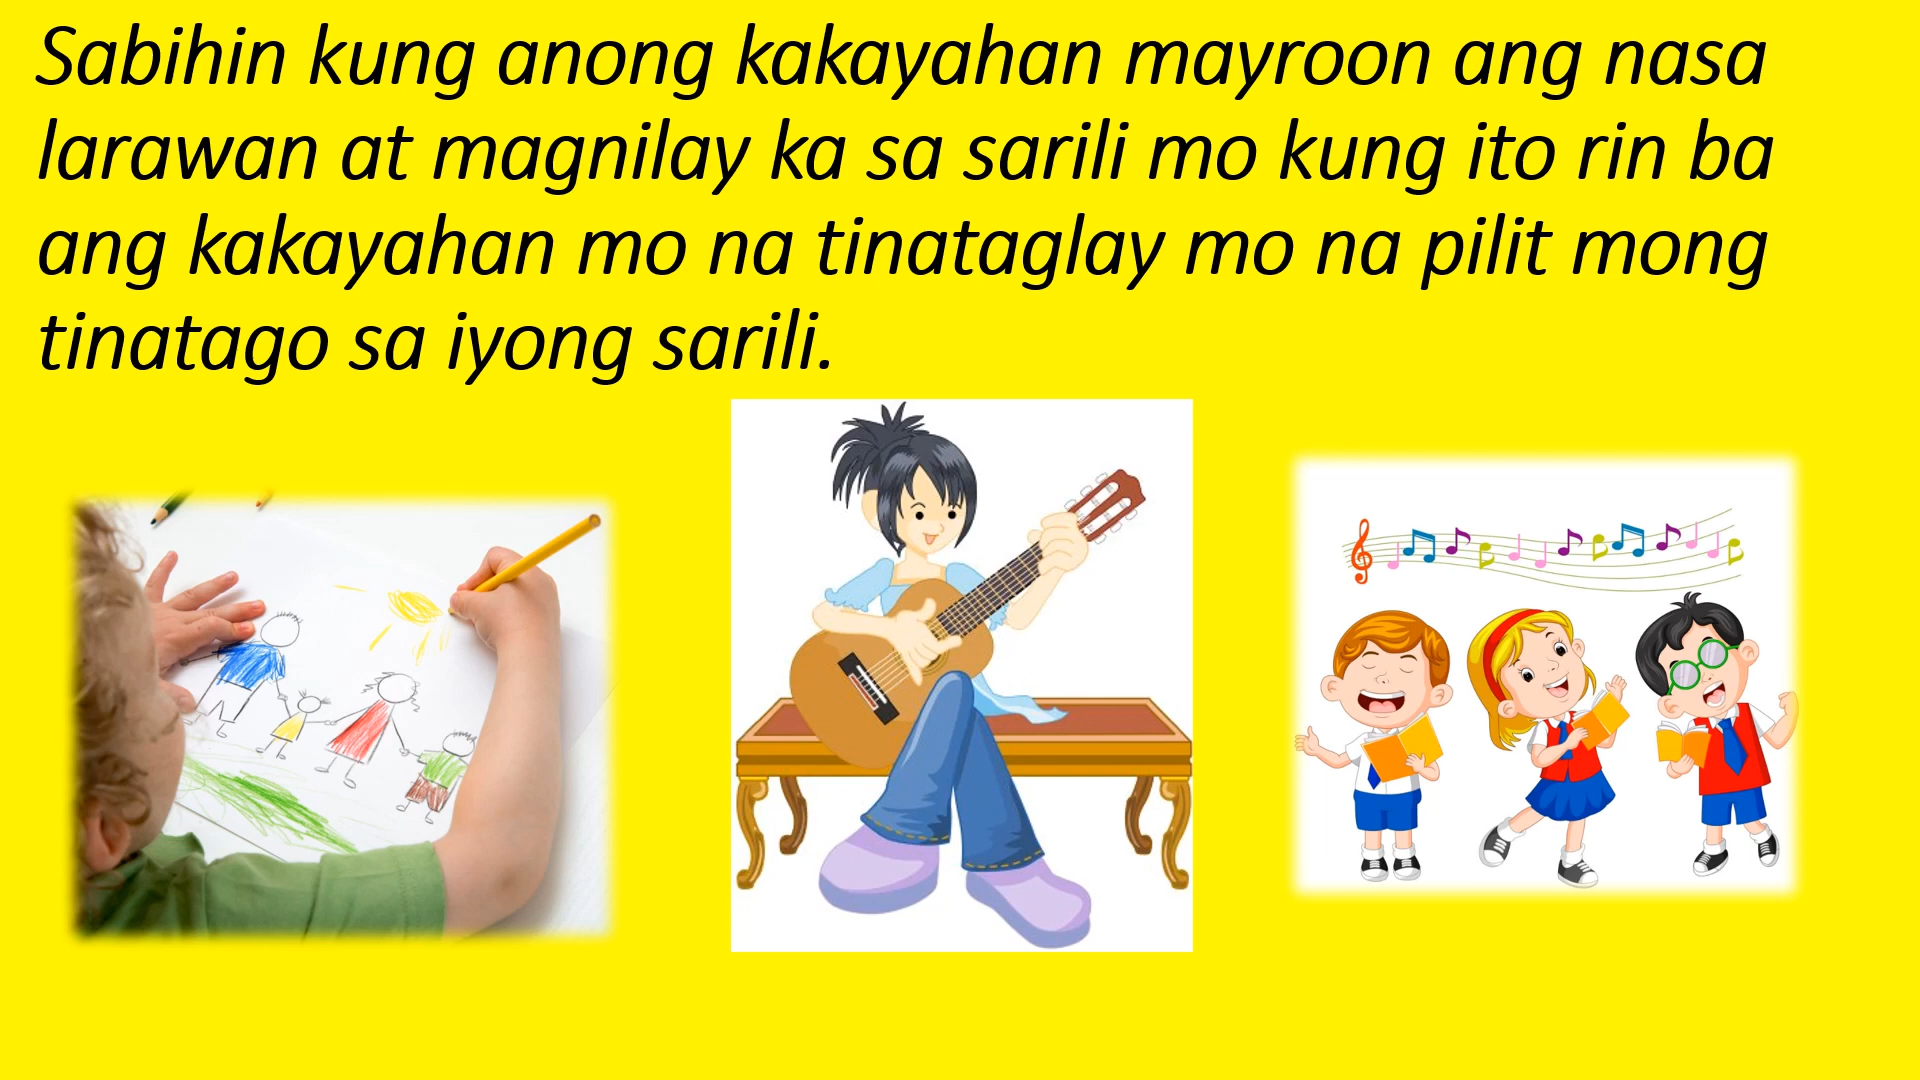 Sabihin kung anong kakayahan mayroon ang nasa
larawan at magnilay ka sa sarili mo kung ito rin ba
ang kakayahan mo na tinataglay mo na pilit mong
tinatago sa iyong sarili.